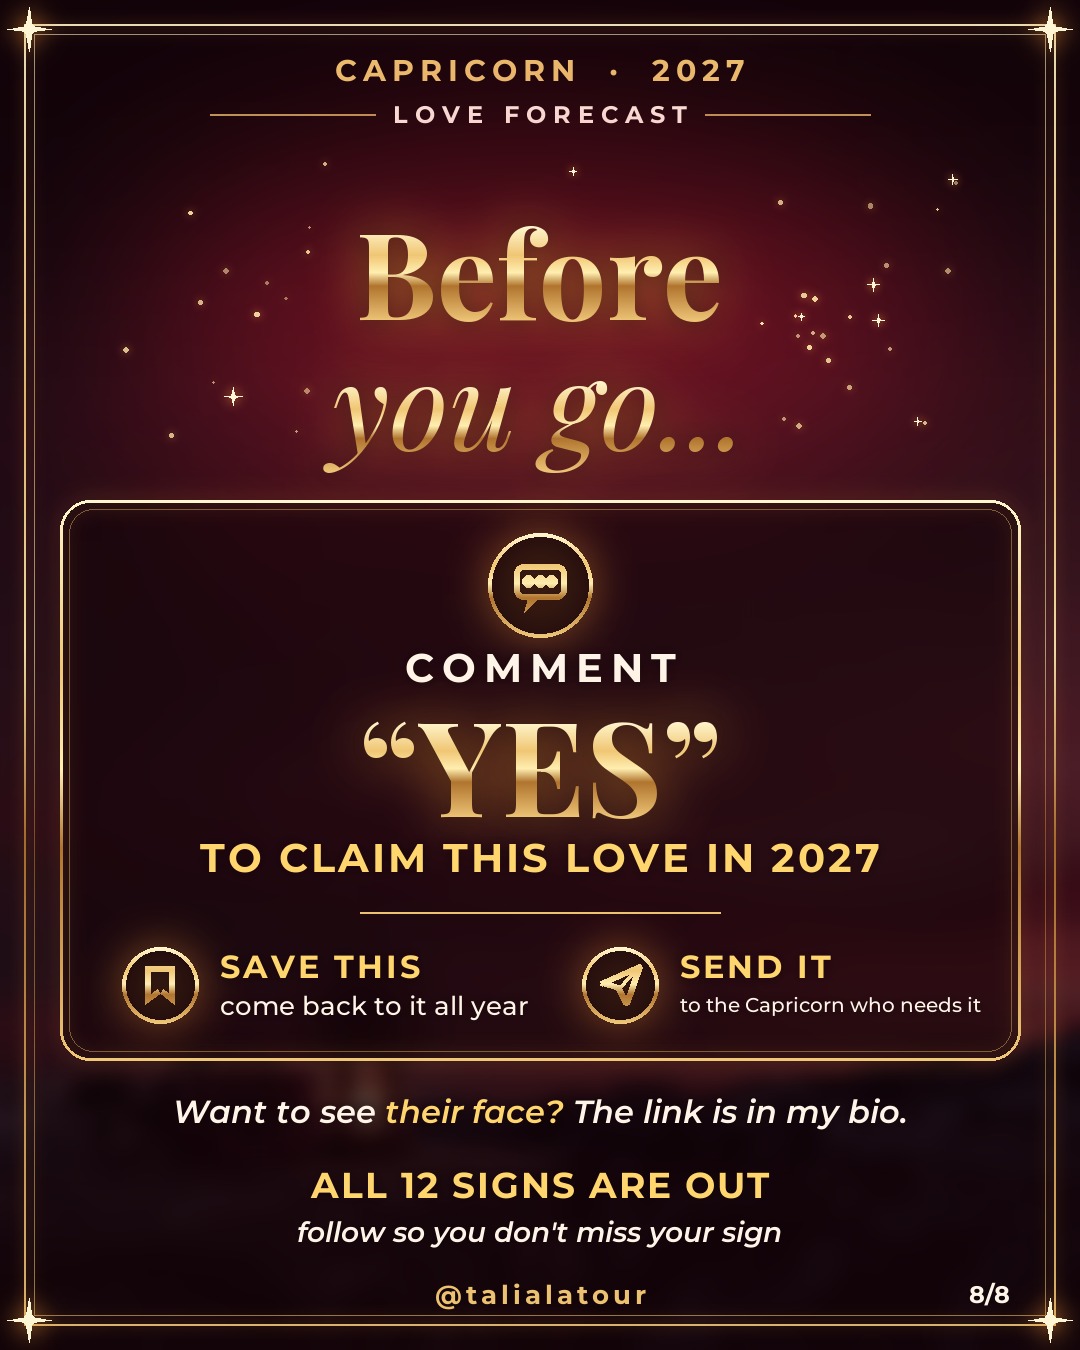 CAPRICORN · 2027
LOVE FORECAST
Before
you go...
COMMENT
“YES”
TO CLAIM THIS LOVE IN 2027
SAVE THIS
come back to it all year
SEND IT
to the Capricorn who needs it
Want to see their face? The link is in my bio.
ALL 12 SIGNS ARE OUT
follow so you don't miss your sign
@talialatour
8/8